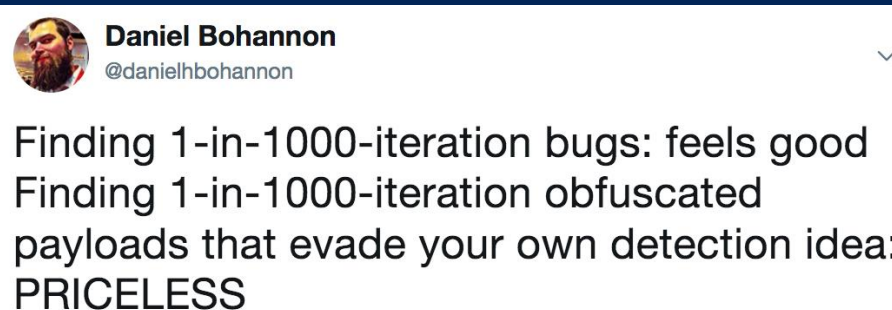 Daniel Bohannon
@danielhbohannon
Finding 1-in-1000-iteration bugs: feels good
Finding 1-in-1000-iteration obfuscated
payloads that evade your own detection idea:
PRICELESS